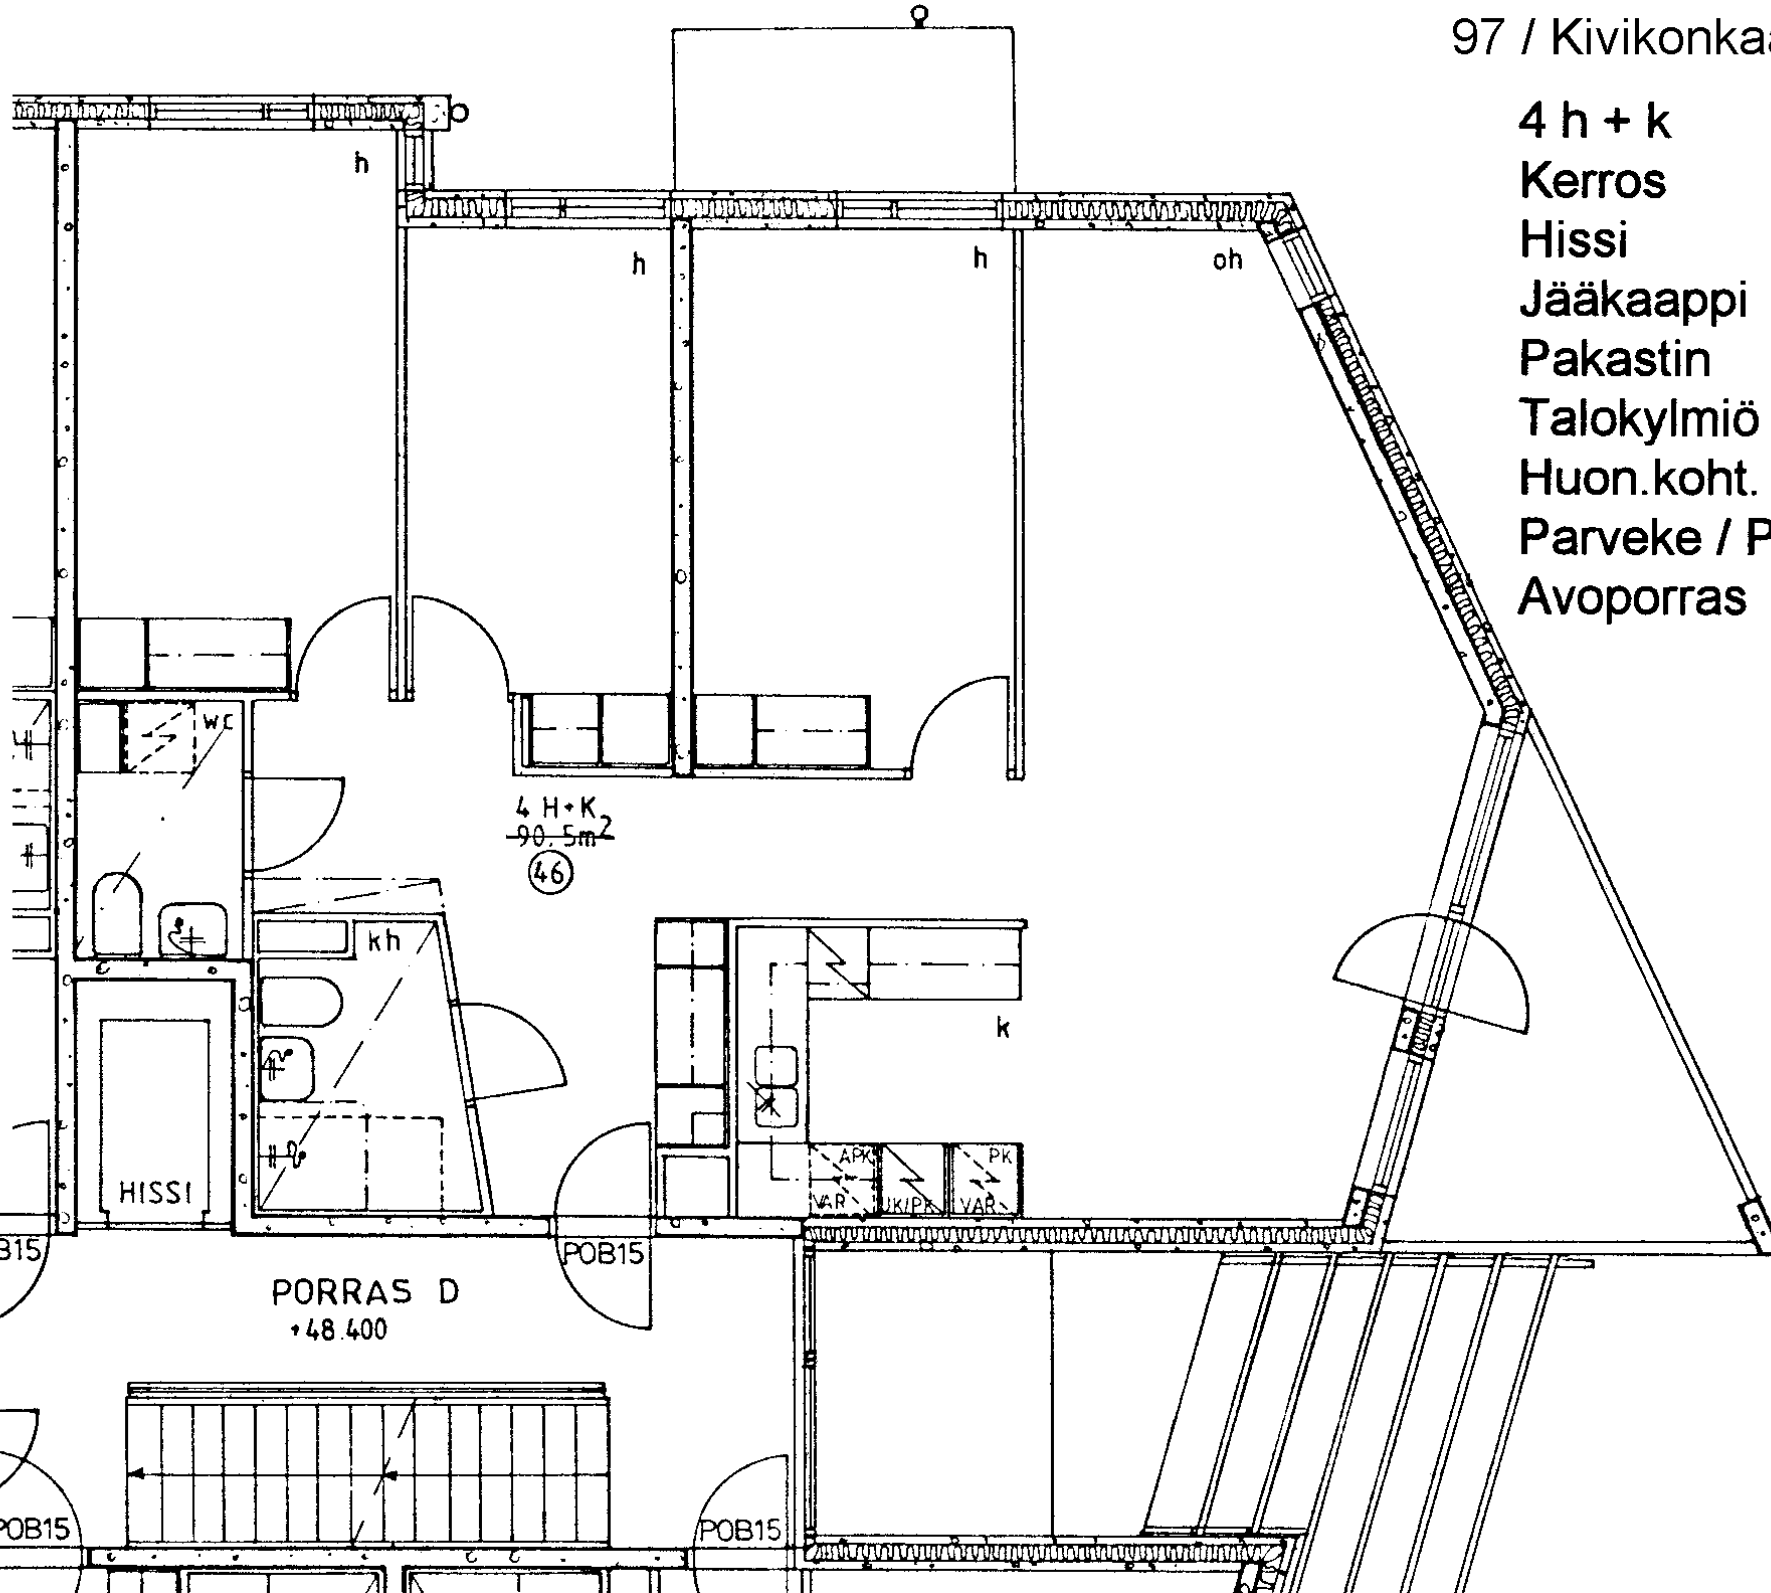 97 / Kivikonkaa
4 h + k
Kerros
Hissi
Jääkaappi
Pakastin
Talokylmiö
Huon.koht.
Parveke / P
Avoporras
h
h
h
oh
WC
4 H+K
90.5m2
46
kh
k
HISSI
APK
PK
VAR
JK/PK
VAR
B15
POB15
PORRAS D
+48.400
POB15
POB15